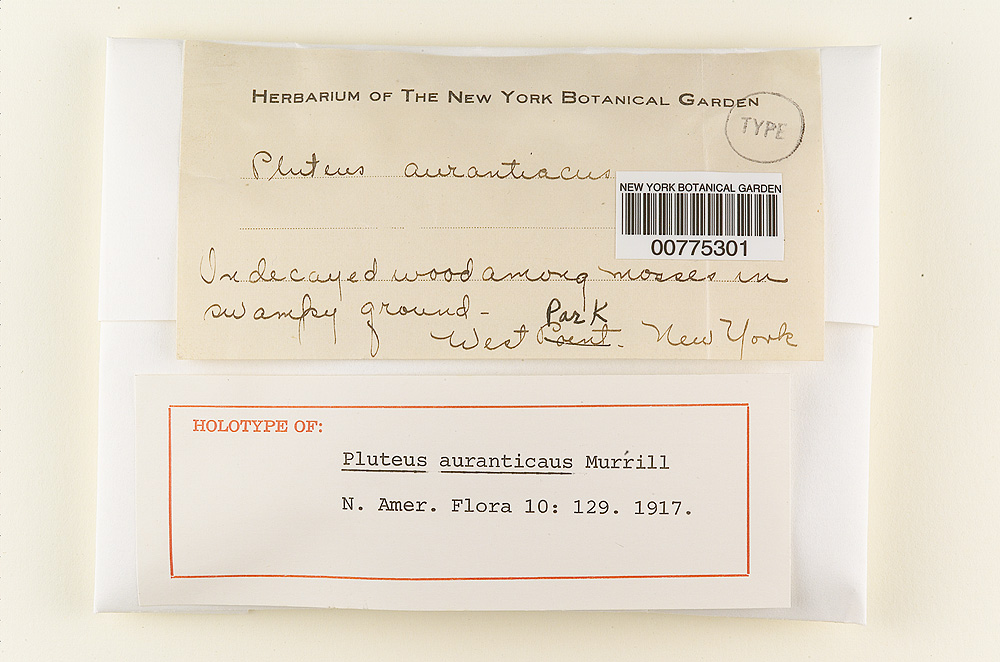 HERBARIUM OF THE NEW YORK BOTANICAL GARDEN
TYPE
Pluteus aurantiacus
NEW YORK BOTANICAL GARDEN
00775301
On decayed wood among mosses in
swampy ground -
Park
West Point. New York
HOLOTYPE OF:
Pluteus auranticaus Murrill
N. Amer. Flora 10: 129. 1917.